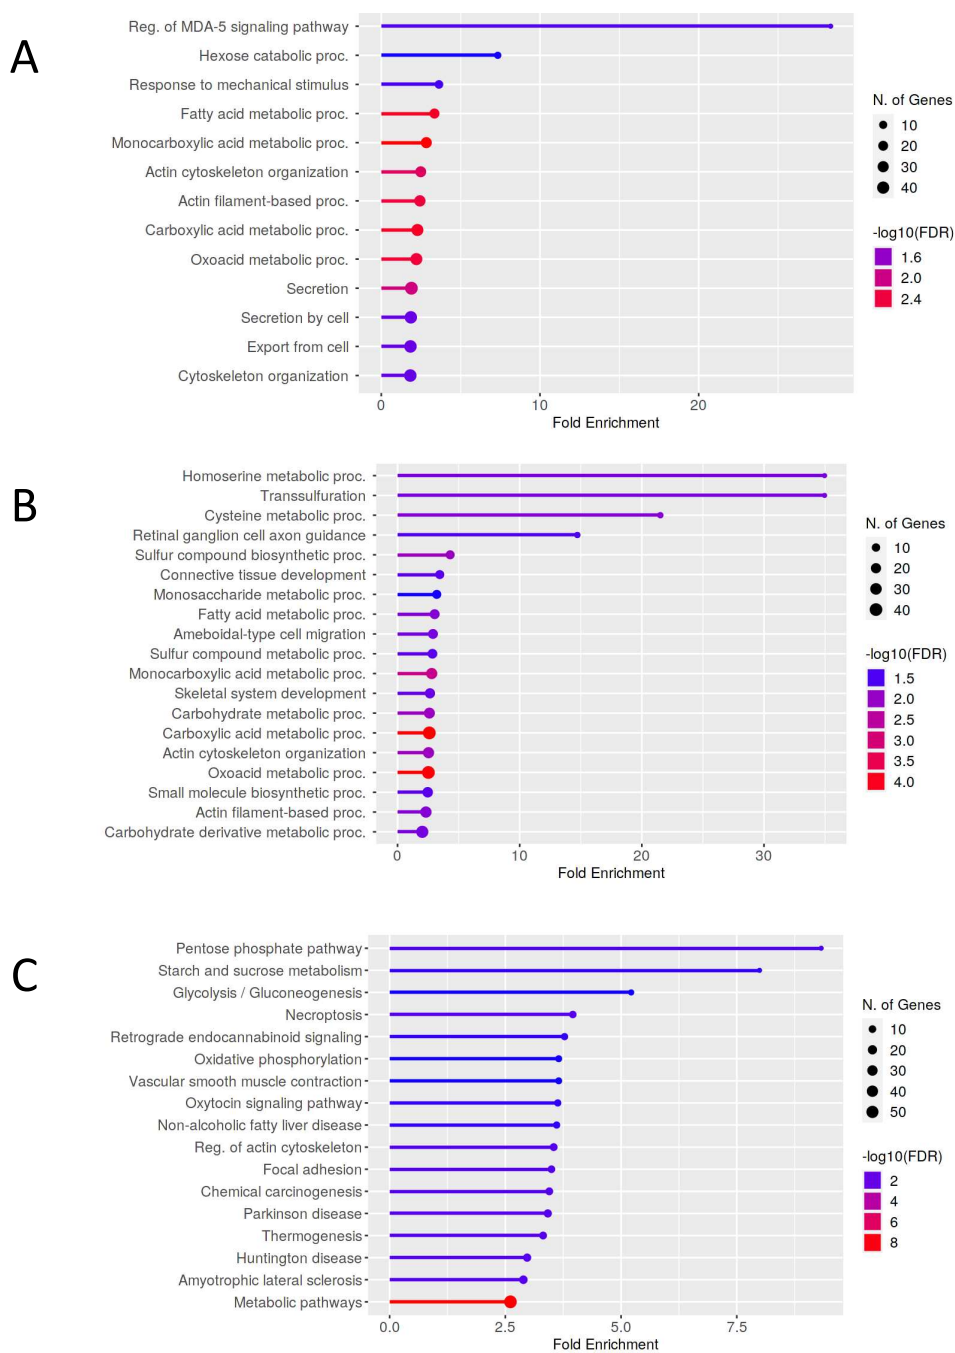 A
Reg. of MDA-5 signaling pathway
Hexose catabolic proc.
Response to mechanical stimulus
Fatty acid metabolic proc.
Monocarboxylic acid metabolic proc.
Actin cytoskeleton organization
Actin filament-based proc.
Carboxylic acid metabolic proc.
Oxoacid metabolic proc.
Secretion
Secretion by cell
Export from cell
Cytoskeleton organization
0 10 20
Fold Enrichment
N. of Genes
10
20
30
40
-log10(FDR)
1.6
2.0
2.4
B
Homoserine metabolic proc.
Transsulfuration
Cysteine metabolic proc.
Retinal ganglion cell axon guidance
Sulfur compound biosynthetic proc.
Connective tissue development
Monosaccharide metabolic proc.
Fatty acid metabolic proc.
Ameboidal-type cell migration
Sulfur compound metabolic proc.
Monocarboxylic acid metabolic proc.
Skeletal system development
Carbohydrate metabolic proc.
Carboxylic acid metabolic proc.
Actin cytoskeleton organization
Oxoacid metabolic proc.
Small molecule biosynthetic proc.
Actin filament-based proc.
Carbohydrate derivative metabolic proc.
0 10 20 30
Fold Enrichment
N. of Genes
10
20
30
40
-log10(FDR)
1.5
2.0
2.5
3.0
3.5
4.0
C
Pentose phosphate pathway
Starch and sucrose metabolism
Glycolysis / Gluconeogenesis
Necroptosis
Retrograde endocannabinoid signaling
Oxidative phosphorylation
Vascular smooth muscle contraction
Oxytocin signaling pathway
Non-alcoholic fatty liver disease
Reg. of actin cytoskeleton
Focal adhesion
Chemical carcinogenesis
Parkinson disease
Thermogenesis
Huntington disease
Amyotrophic lateral sclerosis
Metabolic pathways
0.0 2.5 5.0 7.5
Fold Enrichment
N. of Genes
10
20
30
40
50
-log10(FDR)
2
4
6
8